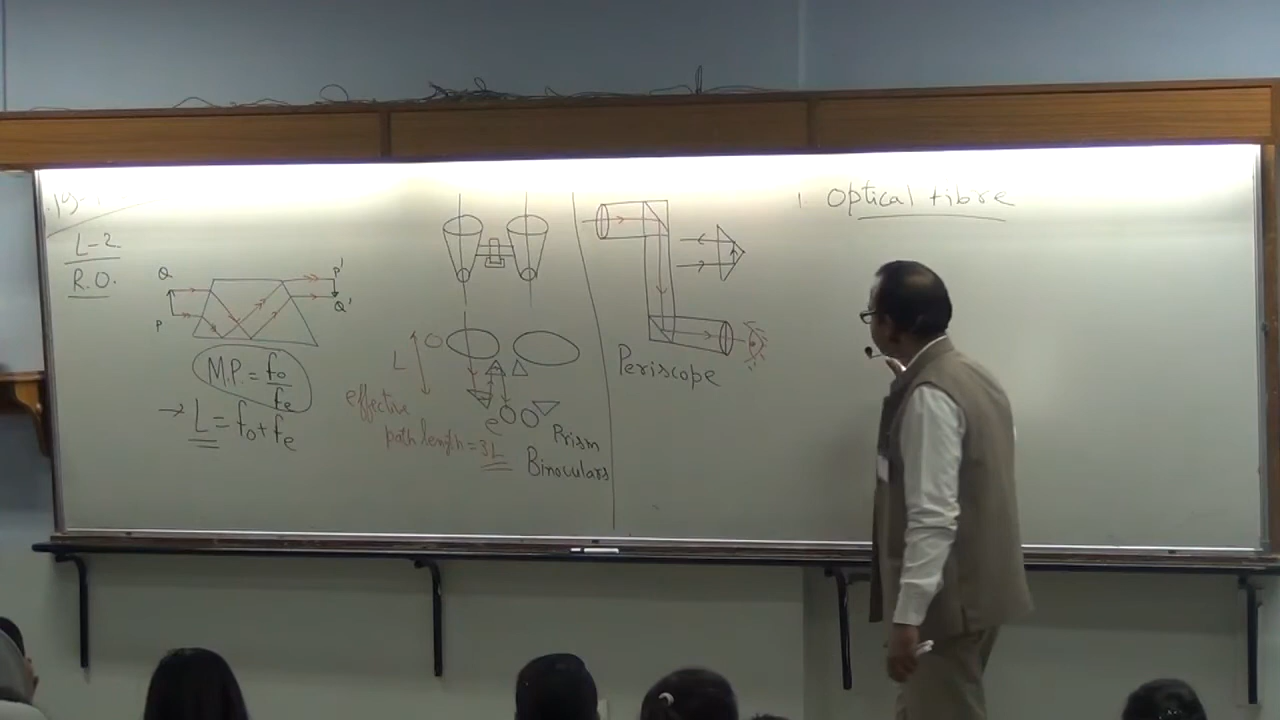 L-2
R.O.
Q
P
P'
Q'
M.P. = fo/fe
→ L = fo + fe
L
O
e
effective
path length = 3L
Prism
Binoculars
Periscope
1. Optical fibre